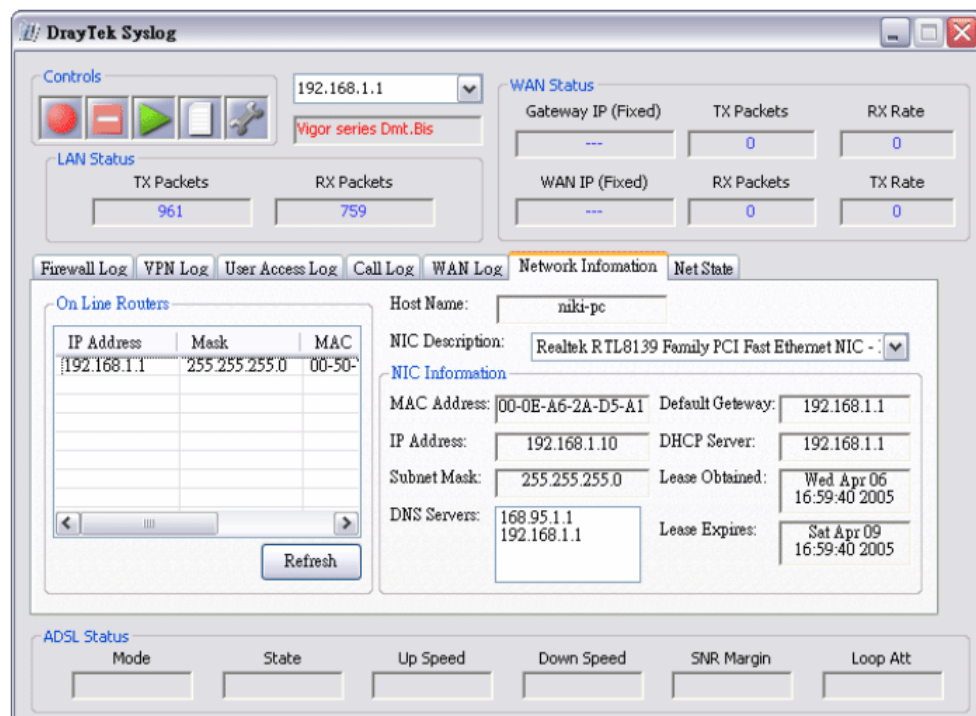 DrayTek Syslog
Controls
192.168.1.1
Vigor series Dmt.Bis
LAN Status
TX Packets RX Packets
961 759
WAN Status
Gateway IP (Fixed) TX Packets RX Rate
--- 0 0
WAN IP (Fixed) RX Packets TX Rate
--- 0 0
Firewall Log VPN Log User Access Log Call Log WAN Log Network Infomation Net State
On Line Routers
IP Address Mask MAC
192.168.1.1 255.255.255.0 00-50-
Refresh
Host Name: niki-pc
NIC Description: Realtek RTL8139 Family PCI Fast Ethernet NIC -
NIC Information
MAC Address: 00-0E-A6-2A-D5-A1 Default Geteway: 192.168.1.1
IP Address: 192.168.1.10 DHCP Server: 192.168.1.1
Subnet Mask: 255.255.255.0 Lease Obtained: Wed Apr 06
16:59:40 2005
DNS Servers: 168.95.1.1
192.168.1.1
Lease Expires: Sat Apr 09
16:59:40 2005
ADSL Status
Mode State Up Speed Down Speed SNR Margin Loop Att